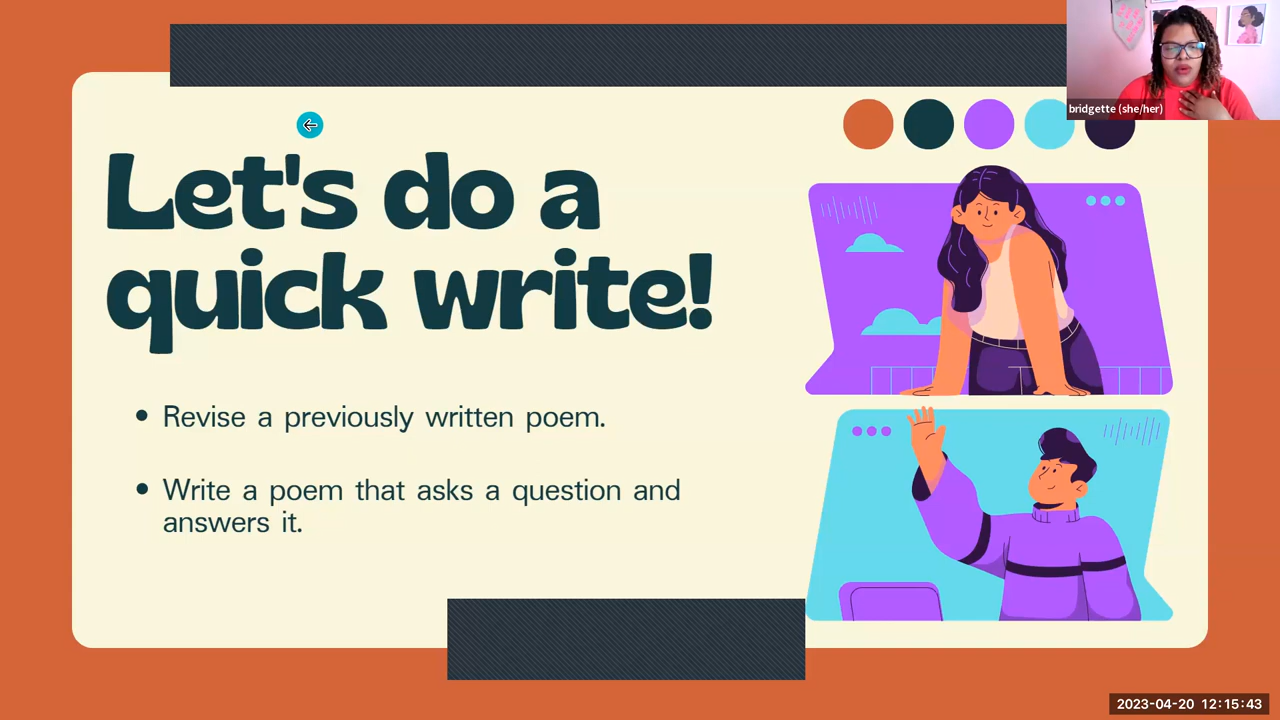 bridgette (she/her)
Let's do a
quick write!
• Revise a previously written poem.
• Write a poem that asks a question and
answers it.
2023-04-20 12:15:43